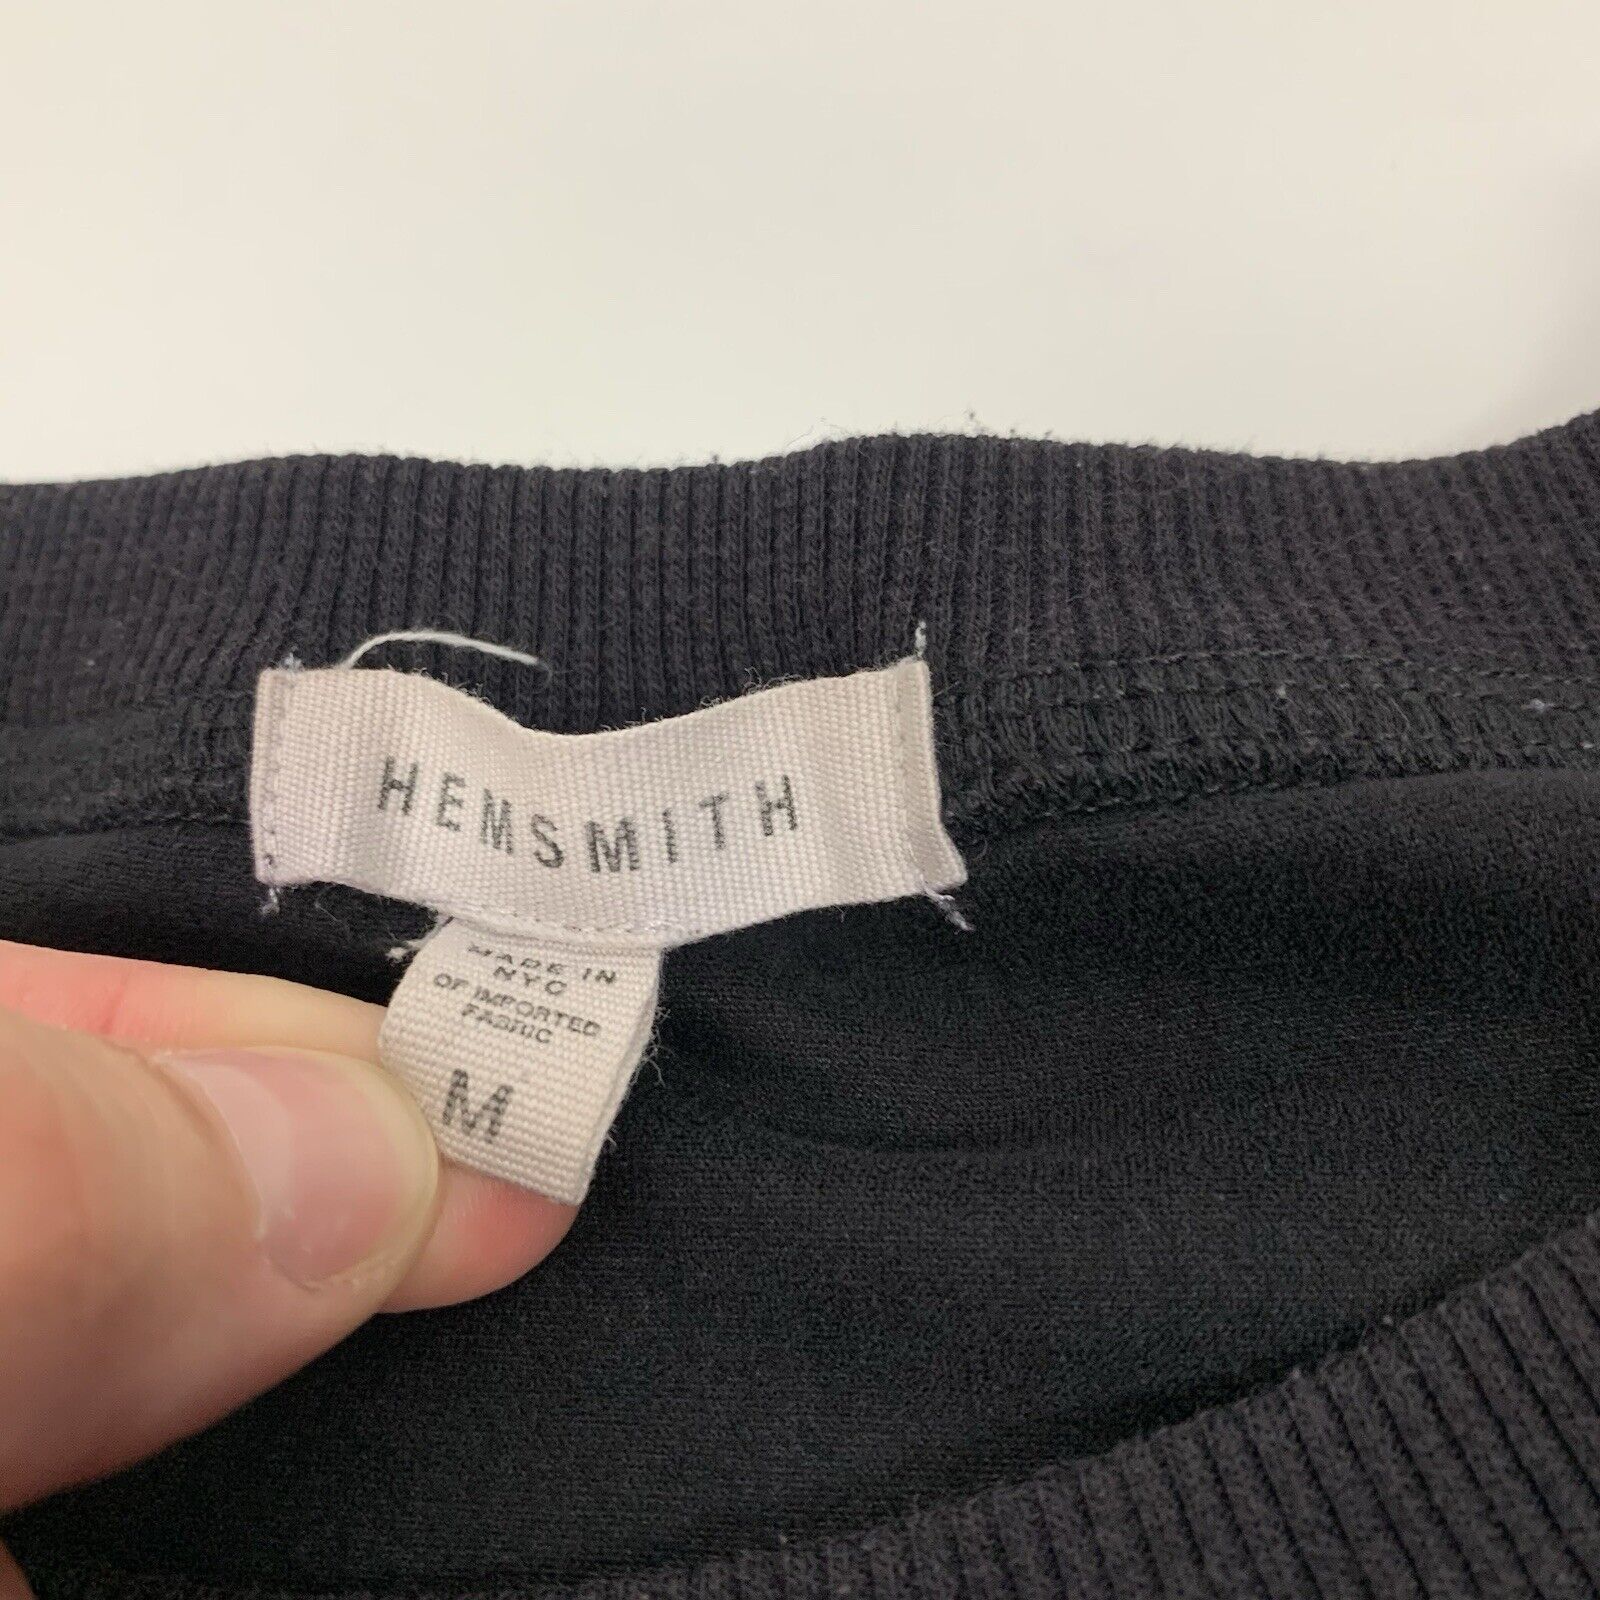 HEMSMITH
MADE IN
NYC
OF IMPORTED
FABRIC
M